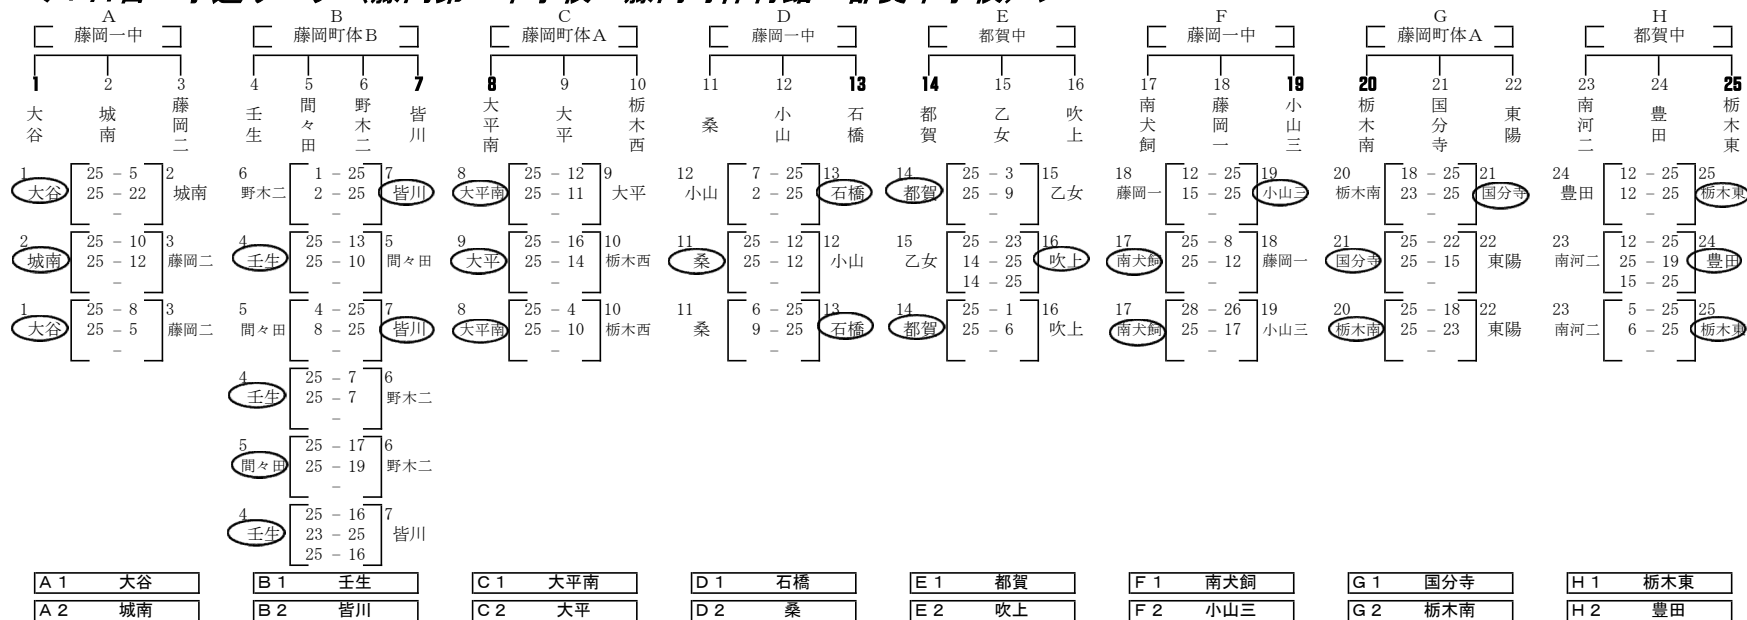 A B C D E F G H
藤岡一中 藤岡町体B 藤岡町体A 藤岡一中 都賀中 藤岡一中 藤岡町体A 都賀中
1 2 3 4 5 6 7 8 9 10 11 12 13 14 15 16 17 18 19 20 21 22 23 24 25
大谷 城南 藤岡二 壬生 間々田 野木二 皆川 大平南 大平 栃木西 桑 小山 石橋 都賀 乙女 吹上 南犬飼 藤岡一 小山三 栃木南 国分寺 東陽 南河二 豊田 栃木東
1 25 - 5 2 6 1 - 25 7 8 25 - 12 9 12 7 - 25 13 14 25 - 3 15 18 12 - 25 19 20 18 - 25 21 24 12 - 25 25
大谷 25 - 22 城南 野木二 2 - 25 皆川 大平南 25 - 11 大平 小山 2 - 25 石橋 都賀 25 - 9 乙女 藤岡一 15 - 25 小山三 栃木南 23 - 25 国分寺 豊田 12 - 25 栃木東
- - - - - - - -
2 25 - 10 3 4 25 - 13 5 9 25 - 16 10 11 25 - 12 12 15 25 - 23 16 17 25 - 8 18 21 25 - 22 22 23 12 - 25 24
城南 25 - 12 藤岡二 壬生 25 - 10 間々田 大平 25 - 14 栃木西 桑 25 - 12 小山 乙女 14 - 25 吹上 南犬飼 25 - 12 藤岡一 国分寺 25 - 15 東陽 南河二 25 - 19 豊田
- - - - 14 - 25 - - 15 - 25
1 25 - 8 3 5 4 - 25 7 8 25 - 4 10 11 6 - 25 13 14 25 - 1 16 17 28 - 26 19 20 25 - 18 22 23 5 - 25 25
大谷 25 - 5 藤岡二 間々田 8 - 25 皆川 大平南 25 - 10 栃木西 桑 9 - 25 石橋 都賀 25 - 6 吹上 南犬飼 25 - 17 小山三 栃木南 25 - 23 東陽 南河二 6 - 25 栃木東
- - - - - - - -
4 25 - 7 6
壬生 25 - 7 野木二
-
5 25 - 17 6
間々田 25 - 19 野木二
-
4 25 - 16 7
壬生 23 - 25 皆川
25 - 16
A 1 大谷 B 1 壬生 C 1 大平南 D 1 石橋 E 1 都賀 F 1 南犬飼 G 1 国分寺 H 1 栃木東
A 2 城南 B 2 皆川 C 2 大平 D 2 桑 E 2 吹上 F 2 小山三 G 2 栃木南 H 2 豊田